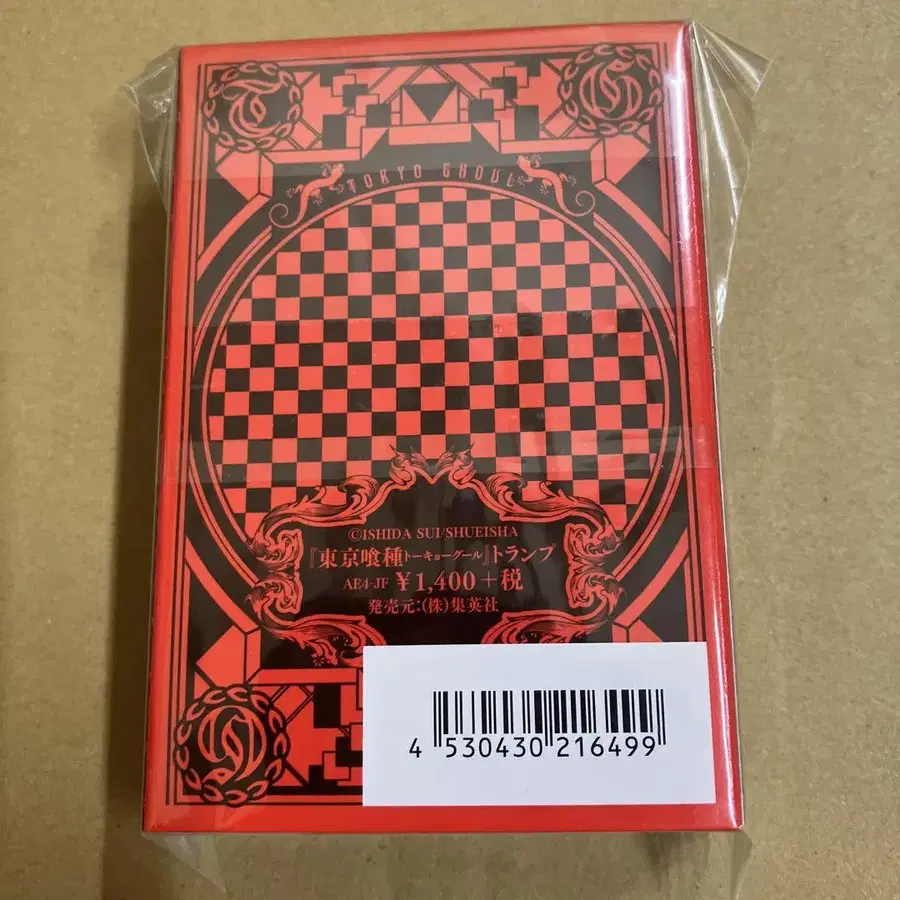 TOKYO GHOUL
©ISHIDA SUI/SHUEISHA
『東京喰種トーキョーグール』トランプ
AE4-JF ¥1,400+税
発売元:(株)集英社
4 530430 216499